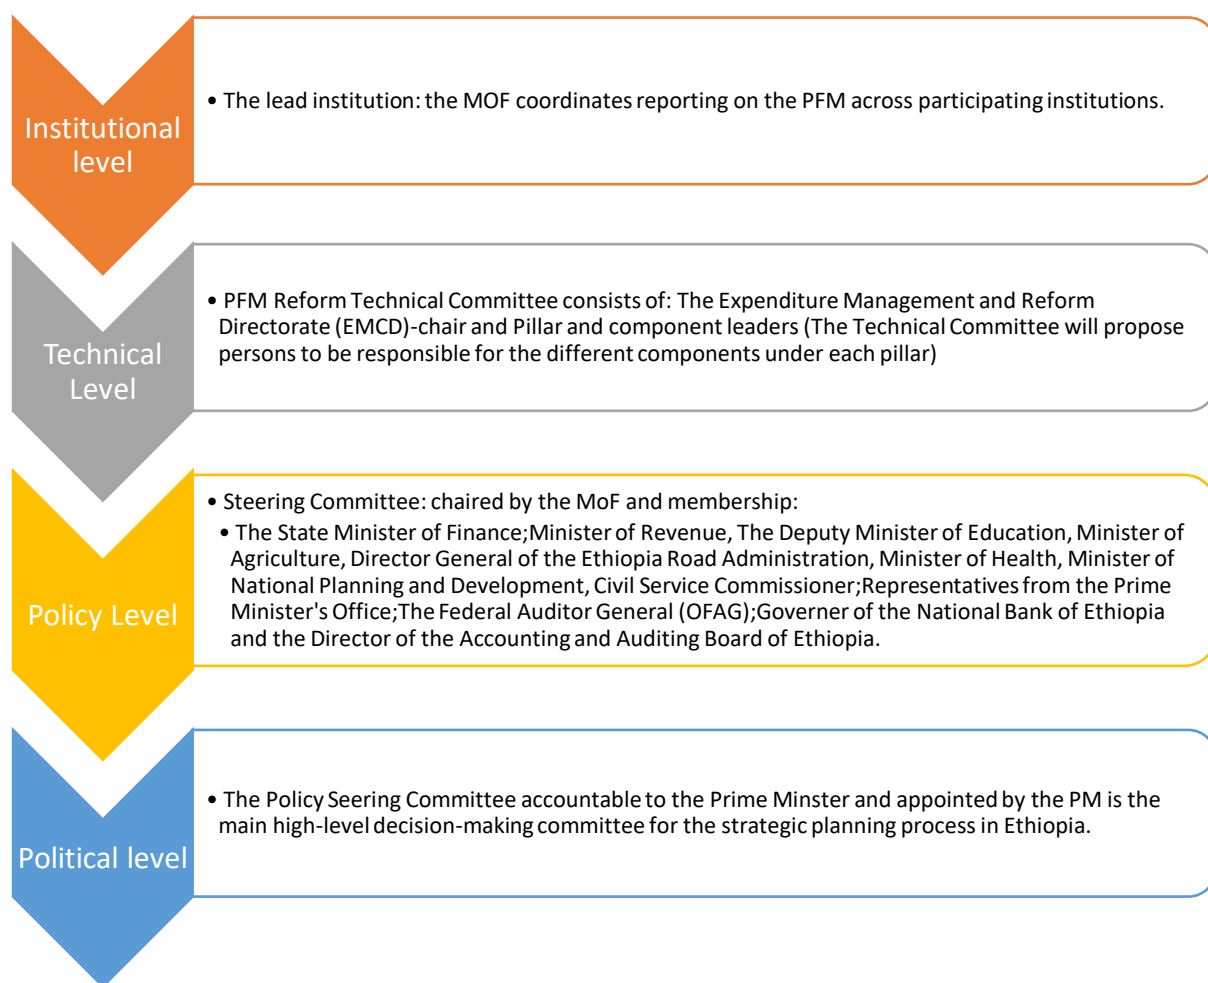 Institutional
level
• The lead institution: the MOF coordinates reporting on the PFM across participating institutions.
Technical
Level
• PFM Reform Technical Committee consists of: The Expenditure Management and Reform
Directorate (EMCD)-chair and Pillar and component leaders (The Technical Committee will propose
persons to be responsible for the different components under each pillar)
Policy Level
• Steering Committee: chaired by the MoF and membership:
• The State Minister of Finance;Minister of Revenue, The Deputy Minister of Education, Minister of
Agriculture, Director General of the Ethiopia Road Administration, Minister of Health, Minister of
National Planning and Development, Civil Service Commissioner;Representatives from the Prime
Minister's Office;The Federal Auditor General (OFAG);Governer of the National Bank of Ethiopia
and the Director of the Accounting and Auditing Board of Ethiopia.
Political level
• The Policy Seering Committee accountable to the Prime Minster and appointed by the PM is the
main high-level decision-making committee for the strategic planning process in Ethiopia.